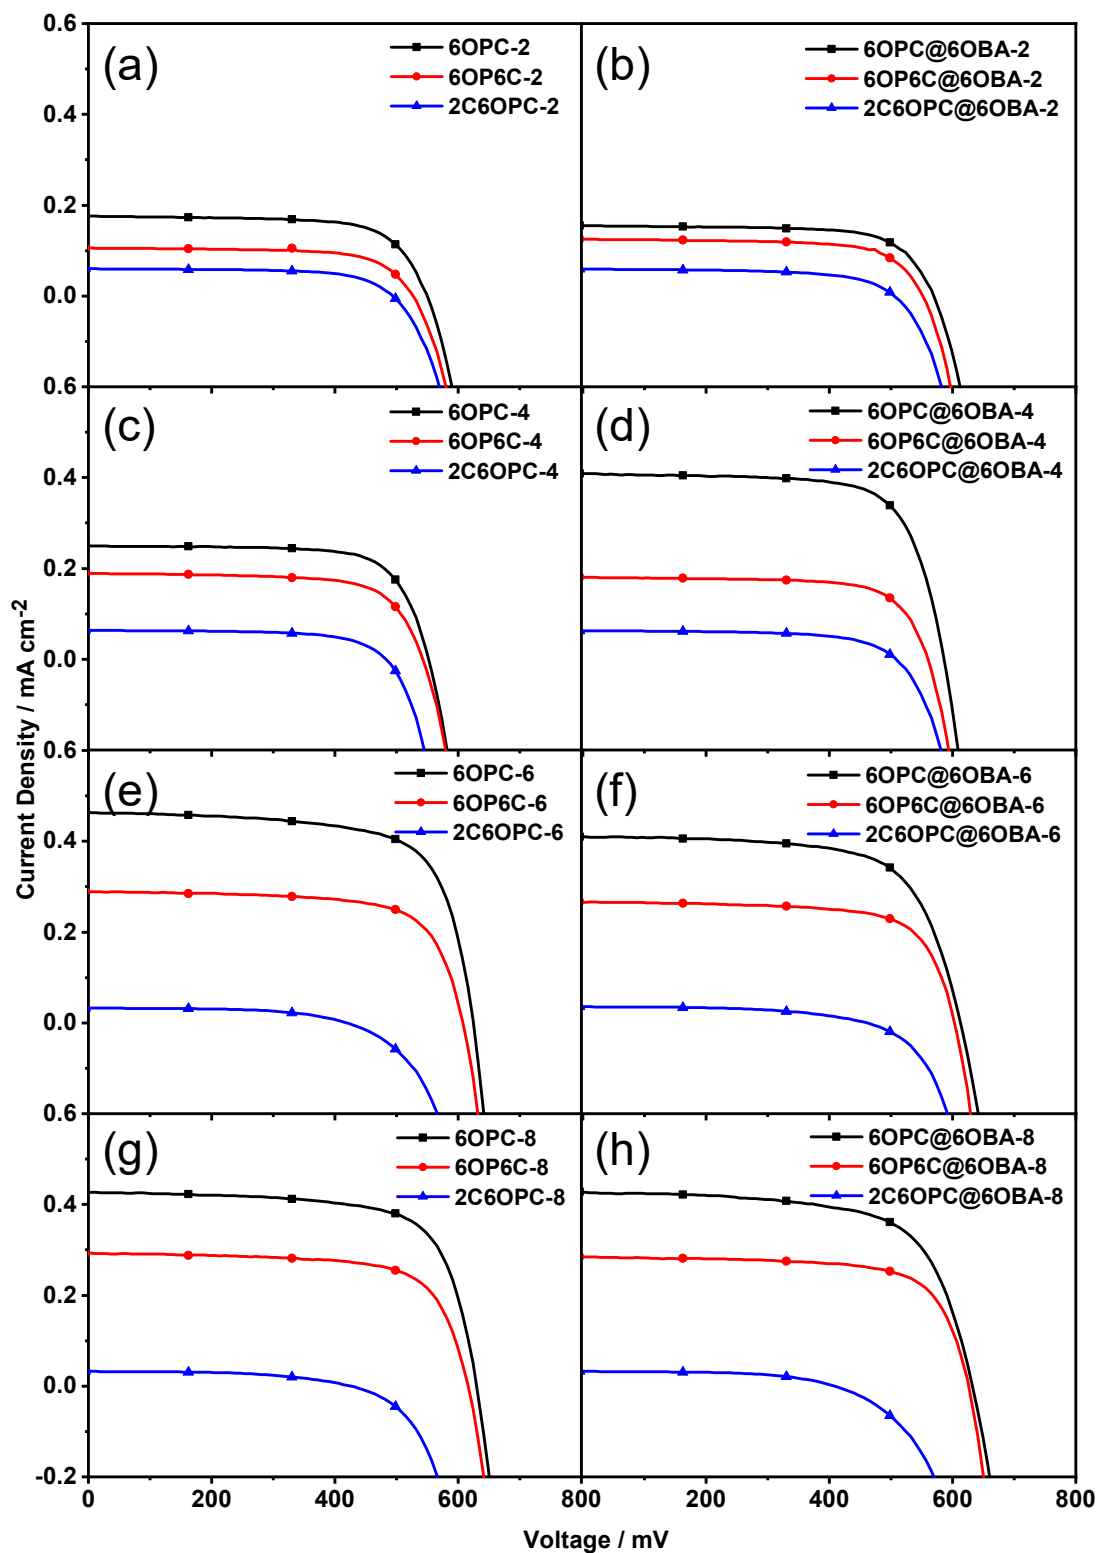 0.6
(a)
6OPC-2
6OP6C-2
2C6OPC-2
(b)
6OPC@6OBA-2
6OP6C@6OBA-2
2C6OPC@6OBA-2
0.4
0.2
0.0
0.6
(c)
6OPC-4
6OP6C-4
2C6OPC-4
(d)
6OPC@6OBA-4
6OP6C@6OBA-4
2C6OPC@6OBA-4
0.4
0.2
0.0
0.6
(e)
6OPC-6
6OP6C-6
2C6OPC-6
(f)
6OPC@6OBA-6
6OP6C@6OBA-6
2C6OPC@6OBA-6
0.4
0.2
0.0
0.6
(g)
6OPC-8
6OP6C-8
2C6OPC-8
(h)
6OPC@6OBA-8
6OP6C@6OBA-8
2C6OPC@6OBA-8
0.4
0.2
0.0
-0.2
Current Density / mA cm-2
0 200 400 600 800 200 400 600 800
Voltage / mV